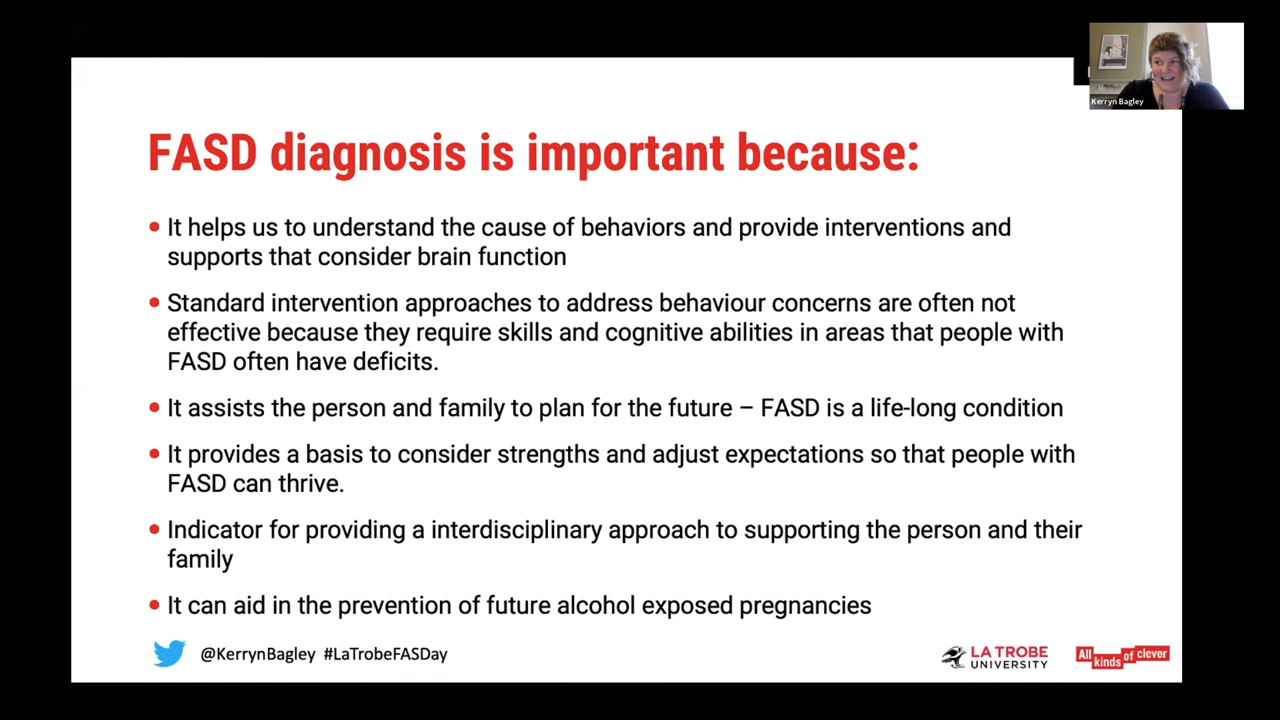 Kerryn Bagley
FASD diagnosis is important because:
• It helps us to understand the cause of behaviors and provide interventions and
supports that consider brain function
• Standard intervention approaches to address behaviour concerns are often not
effective because they require skills and cognitive abilities in areas that people with
FASD often have deficits.
• It assists the person and family to plan for the future – FASD is a life-long condition
• It provides a basis to consider strengths and adjust expectations so that people with
FASD can thrive.
• Indicator for providing a interdisciplinary approach to supporting the person and their
family
• It can aid in the prevention of future alcohol exposed pregnancies
@KerrynBagley #LaTrobeFASDay
LA TROBE
UNIVERSITY
All kinds of clever